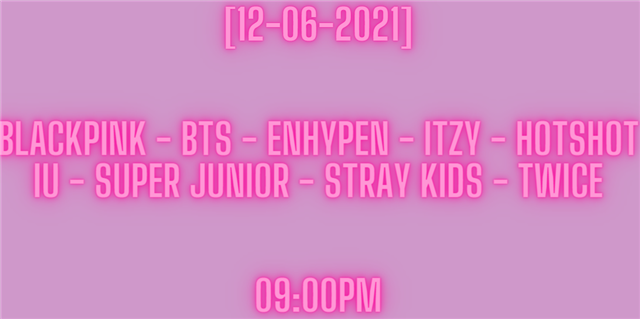 [12-06-2021]
BLACKPINK - BTS - ENHYPEN - ITZY - HOTSHOT
IU - SUPER JUNIOR - STRAY KIDS - TWICE
09:00PM